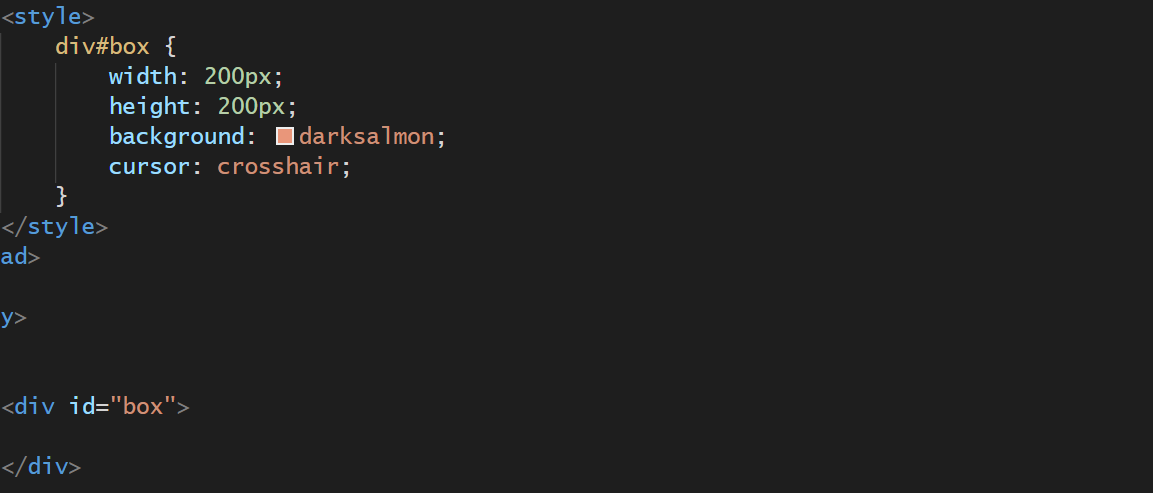 <style>
div#box {
width: 200px;
height: 200px;
background: darksalmon;
cursor: crosshair;
}
</style>
ad>
y>
<div id="box">
</div>